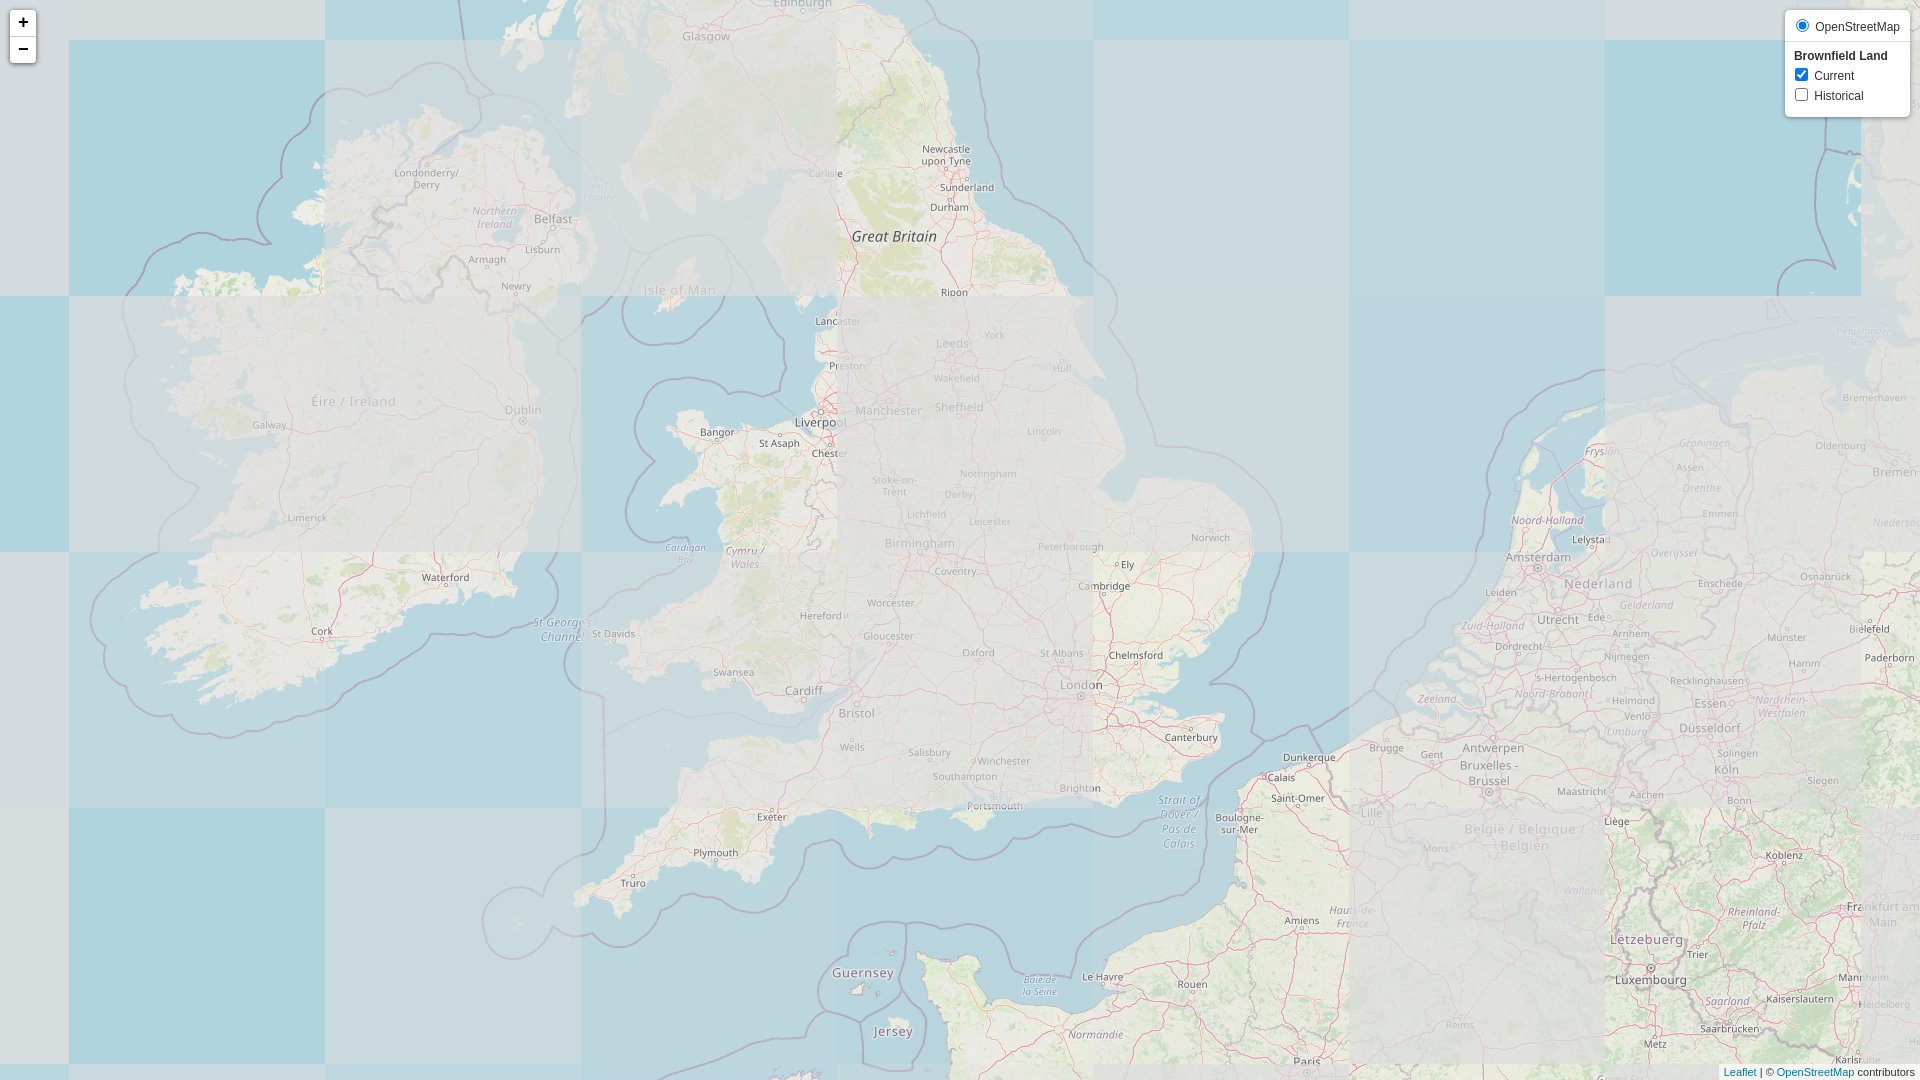 +
−
OpenStreetMap
Brownfield Land
Current
Historical
Edinburgh
Glasgow
Newcastle
upon Tyne
Londonderry/
Derry
Carlisle
Sunderland
Durham
Northern
Ireland
Belfast
Great Britain
Lisburn
Armagh
Newry
Isle of Man
Ripon
Lancaster
York
Leeds
Preston
Hull
Wakefield
Éire / Ireland
Dublin
Manchester
Sheffield
Liverpool
Galway
Bangor
St Asaph
Lincoln
Chester
Nottingham
Stoke-on-
Trent
Derby
Limerick
Lichfield
Leicester
Norwich
Birmingham
Peterborough
Cardigan
Bay
Cymru /
Wales
Ely
Coventry
Waterford
Cambridge
Worcester
Hereford
St George's
Channel
Cork
St Davids
Gloucester
Oxford
St Albans
Chelmsford
Swansea
London
Cardiff
Bristol
Canterbury
Wells
Salisbury
Winchester
Southampton
Brighton
Portsmouth
Exeter
Plymouth
Truro
Strait of
Dover /
Pas de
Calais
Dunkerque
Calais
Saint-Omer
Boulogne-
sur-Mer
Guernsey
Jersey
Baie de
la Seine
Le Havre
Rouen
Amiens
Hauts-de-
France
Normandie
Paris
Reims
Helgoländer
Bucht
Bremerhaven
Groningen
Oldenburg
Fryslân
Assen
Bremen
Drenthe
Emmen
Noord-Holland
Niedersac
Lelystad
Overijssel
Amsterdam
Nederland
Enschede
Osnabrück
Leiden
Gelderland
Utrecht
Ede
Zuid-Holland
Arnhem
Bielefeld
Münster
Dordrecht
Nijmegen
Paderborn
Hamm
's-Hertogenbosch
Recklinghausen
Zeeland
Noord-Brabant
Helmond
Essen
Nordrhein-
Westfalen
Venlo
Limburg
Düsseldorf
Brugge
Antwerpen
Gent
Solingen
Bruxelles -
Brussel
Köln
Siegen
Maastricht
Aachen
Bonn
Lille
Liège
België / Belgique /
Belgien
Mons
Koblenz
Wallonie
Rheinland-
Pfalz
Frankfurt am
Main
Lëtzebuerg
Trier
Luxembourg
Mannheim
Kaiserslautern
Saarland
Heidelberg
Saarbrücken
Metz
Karlsruhe
Leaflet | © OpenStreetMap contributors